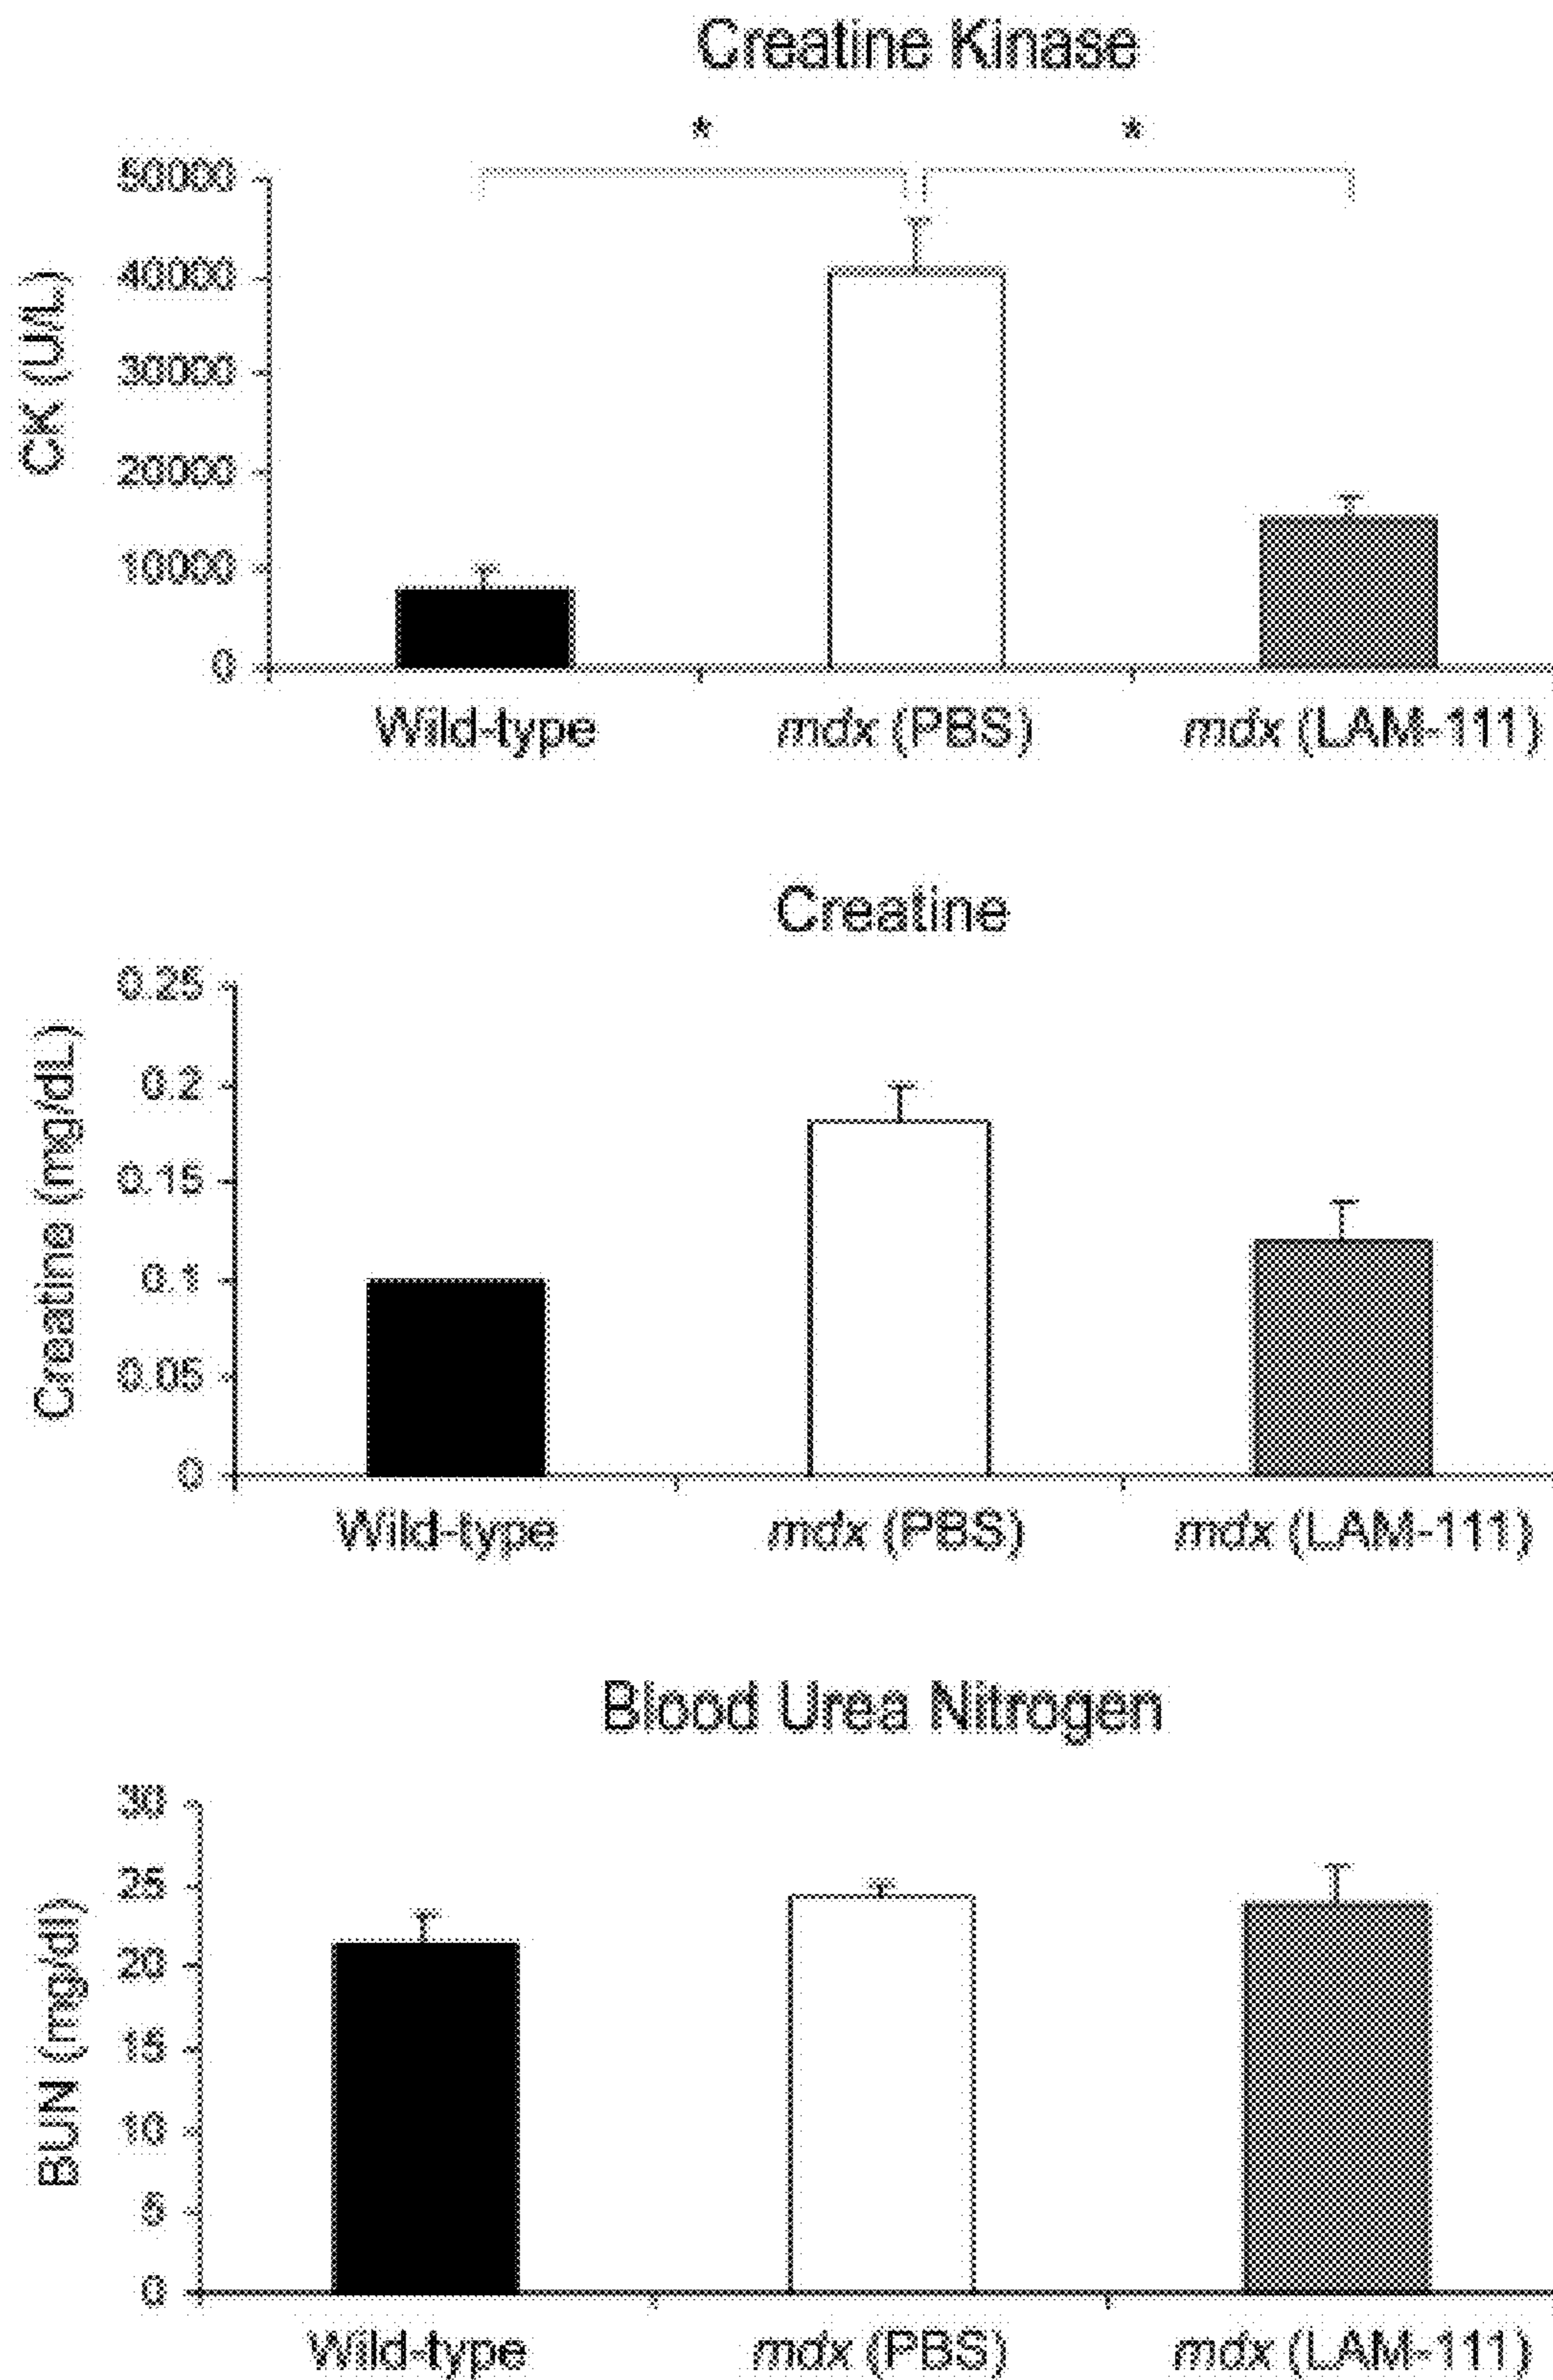 Creatine Kinase
* *
50000
40000
30000
20000
10000
0
CK (U/L)
Wild-type mdx (PBS) mdx (LAM-111)
Creatine
0.25
0.2
0.15
0.1
0.05
0
Creatine (mg/dL)
Wild-type mdx (PBS) mdx (LAM-111)
Blood Urea Nitrogen
30
25
20
15
10
5
0
BUN (mg/dl)
Wild-type mdx (PBS) mdx (LAM-111)